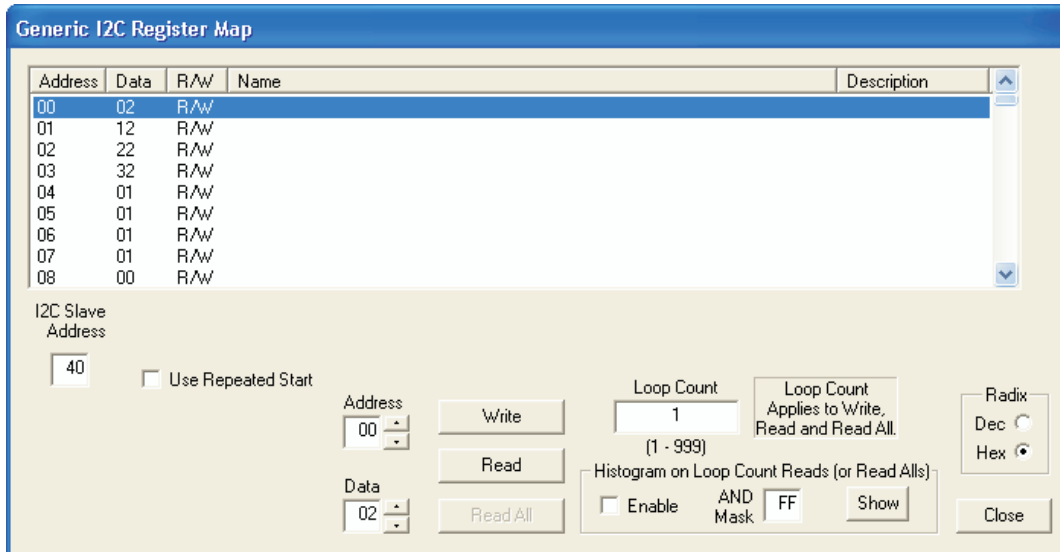 Generic I2C Register Map
Address Data R/W Name Description
00 02 R/W
01 12 R/W
02 22 R/W
03 32 R/W
04 01 R/W
05 01 R/W
06 01 R/W
07 01 R/W
08 00 R/W
I2C Slave
Address
40
Use Repeated Start
Address
00
Data
02
Write
Read
Read All
Loop Count
1
(1 - 999)
Loop Count
Applies to Write,
Read and Read All.
Histogram on Loop Count Reads (or Read Alls)
Enable
AND
Mask
FF
Show
Radix
Dec
Hex
Close